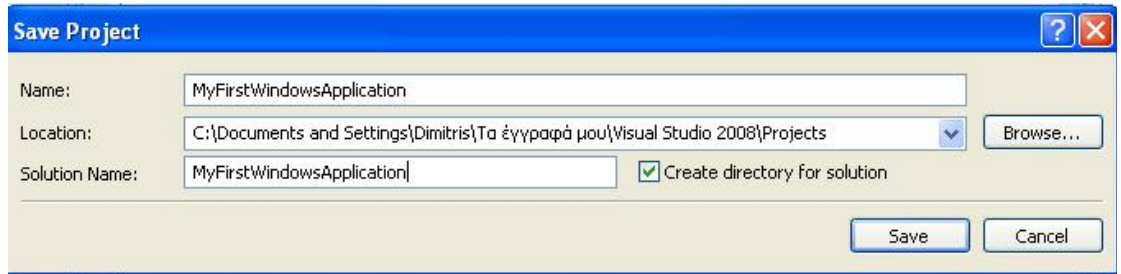 Save Project
Name: MyFirstWindowsApplication
Location: C:\Documents and Settings\Dimitris\Τα έγγραφά μου\Visual Studio 2008\Projects Browse...
Solution Name: MyFirstWindowsApplication Create directory for solution
Save Cancel